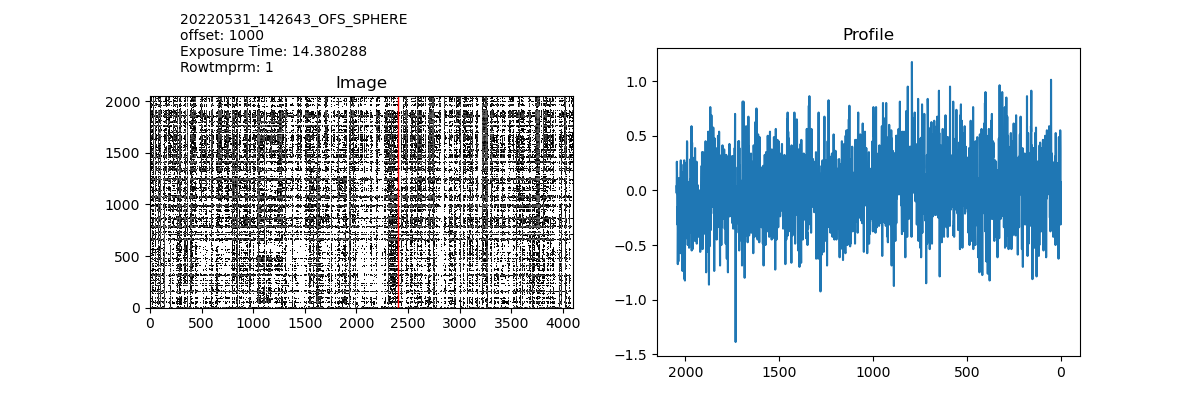 20220531_142643_OFS_SPHERE
offset: 1000
Exposure Time: 14.380288
Rowtmprm: 1
Image
2000
1500
1000
500
0
0 500 1000 1500 2000 2500 3000 3500 4000
Profile
1.0
0.5
0.0
−0.5
−1.0
−1.5
2000 1500 1000 500 0